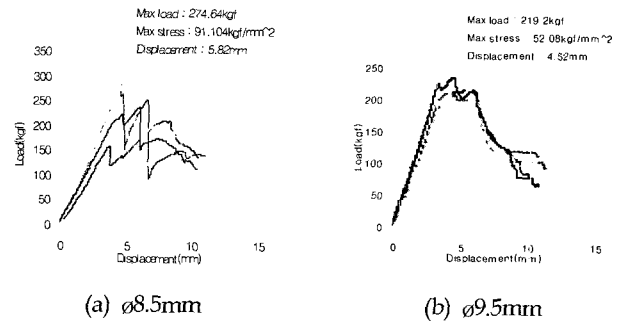 Max load : 274.64kgf
Max stress : 91.104kgf/mm^2
Displacement : 5.82mm
350
300
250
200
150
100
50
0
Load(kgf)
0 5 10 15
Displacement(mm)
(a) ø8.5mm
Max load : 219.2kgf
Max stress : 52.08kgf/mm^2
Displacement : 4.52mm
250
200
150
100
50
0
Load(kgf)
0 5 10 15
Displacement(mm)
(b) ø9.5mm